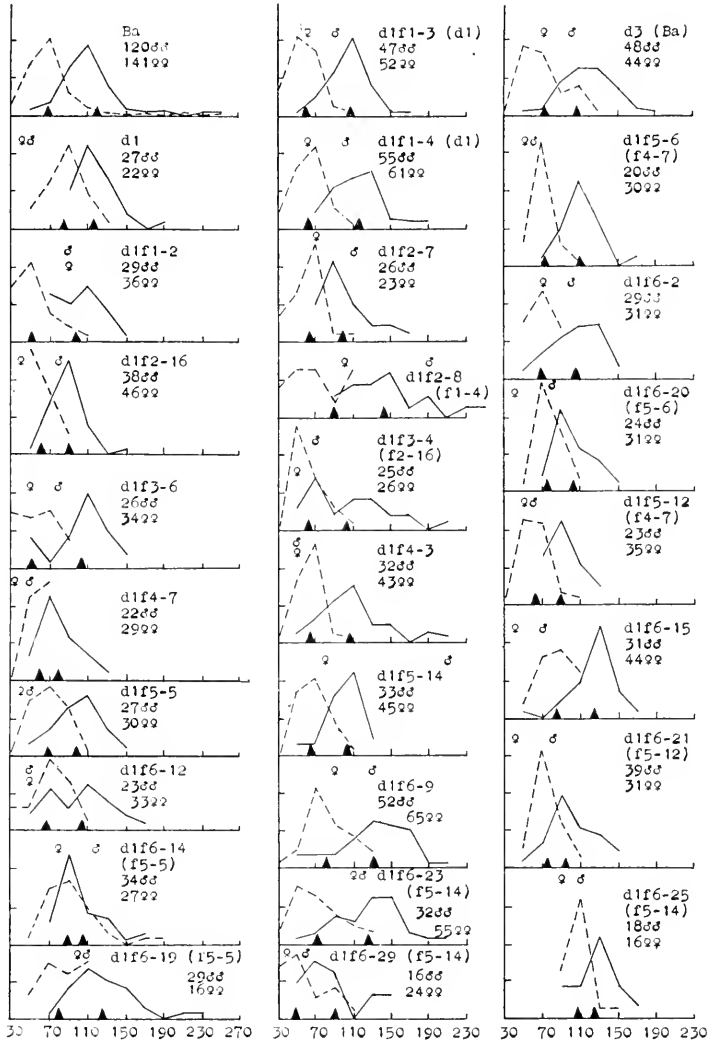 Ba
120♂♂
141♀♀
♀♂
d1
27♂♂
22♀♀
♂
♀
d1f1-2
29♂♂
36♀♀
♀ ♂
d1f2-16
38♂♂
46♀♀
♀ ♂
d1f3-6
26♂♂
34♀♀
♀♂
d1f4-7
22♂♂
29♀♀
♀♂
d1f5-5
27♂♂
30♀♀
♂
♀
d1f6-12
23♂♂
33♀♀
♀ ♂
d1f6-14
(f5-5)
34♂♂
27♀♀
♀♂
d1f6-19 (f5-5)
29♂♂
16♀♀
30 70 110 150 190 230 270
♀ ♂
d1f1-3 (d1)
47♂♂
52♀♀
♀ ♂
d1f1-4 (d1)
55♂♂
61♀♀
♀ ♂
d1f2-7
26♂♂
23♀♀
♀ ♂
d1f2-8
(f1-4)
♂
♀
d1f3-4
(f2-16)
25♂♂
26♀♀
♂
♀
d1f4-3
32♂♂
43♀♀
♀ ♂
d1f5-14
33♂♂
45♀♀
♀ ♂
d1f6-9
52♂♂
65♀♀
♀♂
d1f6-23
(f5-14)
32♂♂
55♀♀
♀ ♂
d1f6-29 (f5-14)
16♂♂
24♀♀
30 70 110 150 190 230
♀ ♂
d3 (Ba)
48♂♂
44♀♀
♀♂
d1f5-6
(f4-7)
20♂♂
30♀♀
♀ ♂
d1f6-2
29♂♂
31♀♀
♀ ♂
d1f6-20
(f5-6)
24♂♂
31♀♀
♀♂
d1f5-12
(f4-7)
23♂♂
35♀♀
♀ ♂
d1f6-15
31♂♂
44♀♀
♀ ♂
d1f6-21
(f5-12)
39♂♂
31♀♀
♀ ♂
d1f6-25
(f5-14)
18♂♂
16♀♀
30 70 110 150 190 230